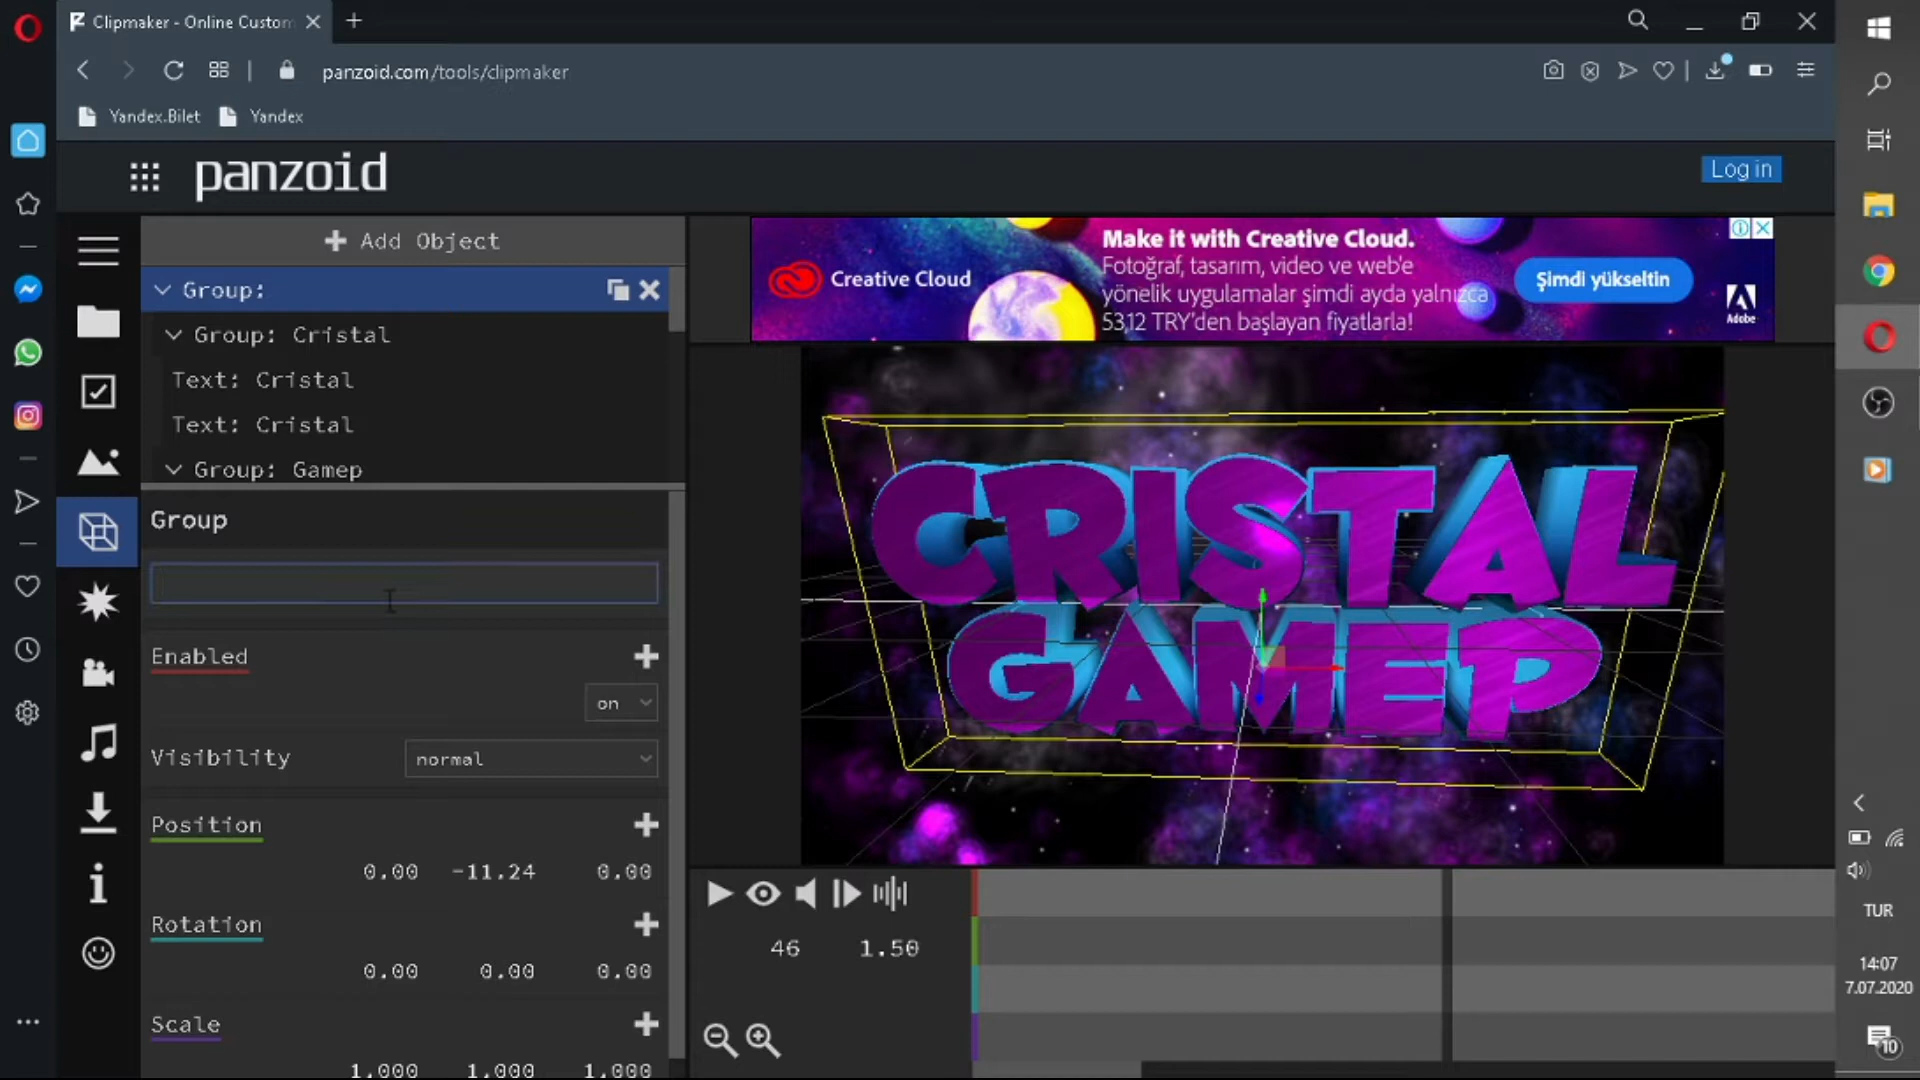 Clipmaker - Online Custom
panzoid.com/tools/clipmaker
Yandex.Bilet
Yandex
panzoid
Log in
Add Object
Group:
Group: Cristal
Text: Cristal
Text: Cristal
Group: Gamep
Group
Enabled
on
Visibility
normal
Position
0.00 -11.24 0.00
Rotation
0.00 0.00 0.00
Scale
1.000 1.000 1.000
Creative Cloud
Make it with Creative Cloud.
Fotoğraf, tasarım, video ve web'e
yönelik uygulamalar şimdi ayda yalnızca
53,12 TRY'den başlayan fiyatlarla!
Şimdi yükseltin
Adobe
CRISTAL
GAMEP
46 1.50
TUR
14:07
7.07.2020
10